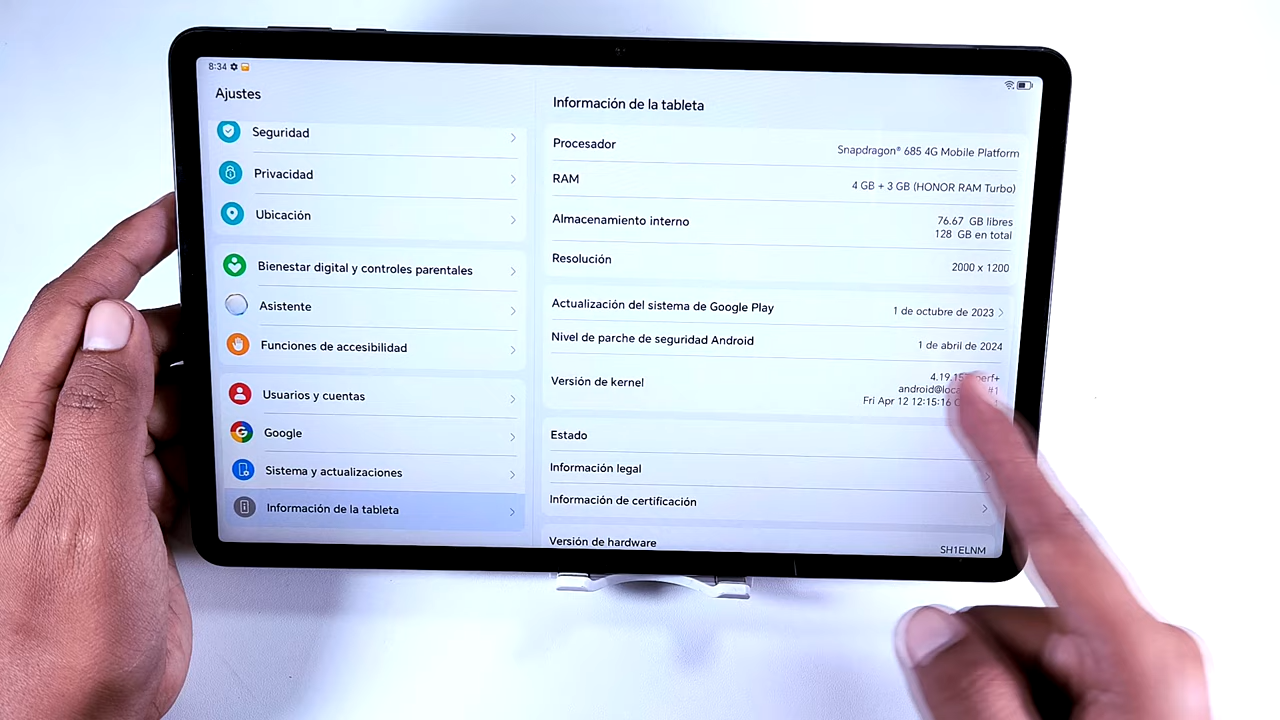 8:34
Ajustes
Seguridad
Privacidad
Ubicación
Bienestar digital y controles parentales
Asistente
Funciones de accesibilidad
Usuarios y cuentas
Google
Sistema y actualizaciones
Información de la tableta
Información de la tableta
Procesador Snapdragon® 685 4G Mobile Platform
RAM 4 GB + 3 GB (HONOR RAM Turbo)
Almacenamiento interno 76.67 GB libres
128 GB en total
Resolución 2000 x 1200
Actualización del sistema de Google Play 1 de octubre de 2023
Nivel de parche de seguridad Android 1 de abril de 2024
Versión de kernel
#1
Fri Apr 12 12:15:16
Estado
Información legal
Información de certificación
Versión de hardware SH1ELNM